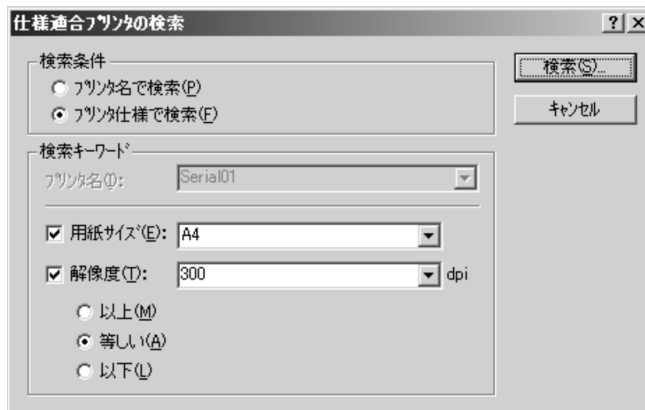 仕様適合プリンタの検索
検索条件
プリンタ名で検索(P)
プリンタ仕様で検索(F)
検索(S)...
キャンセル
検索キーワード
プリンタ名(I): Serial01
用紙サイズ(E): A4
解像度(T): 300 dpi
以上(M)
等しい(A)
以下(L)